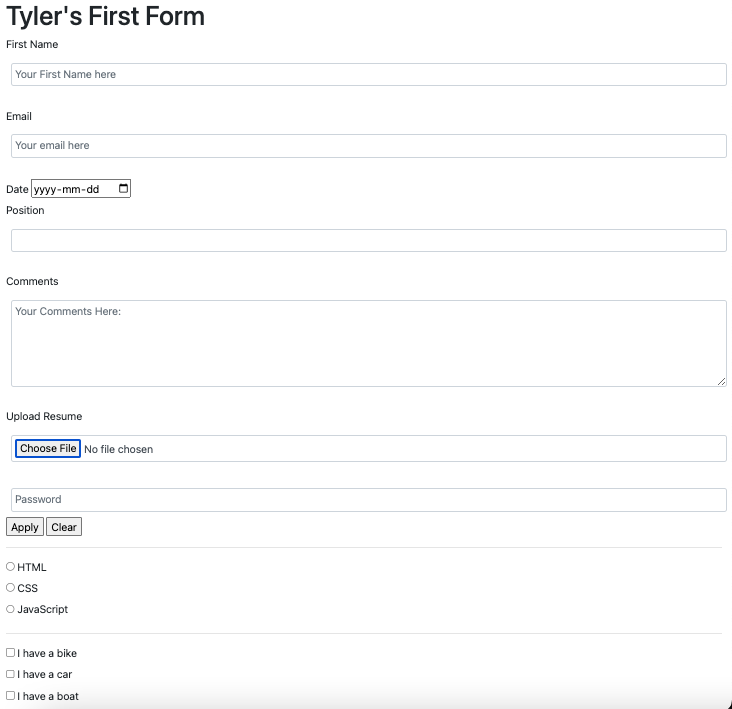 Tyler's First Form
First Name
Your First Name here
Email
Your email here
Date yyyy-mm-dd
Position
Comments
Your Comments Here:
Upload Resume
Choose File No file chosen
Password
Apply Clear
HTML
CSS
JavaScript
I have a bike
I have a car
I have a boat